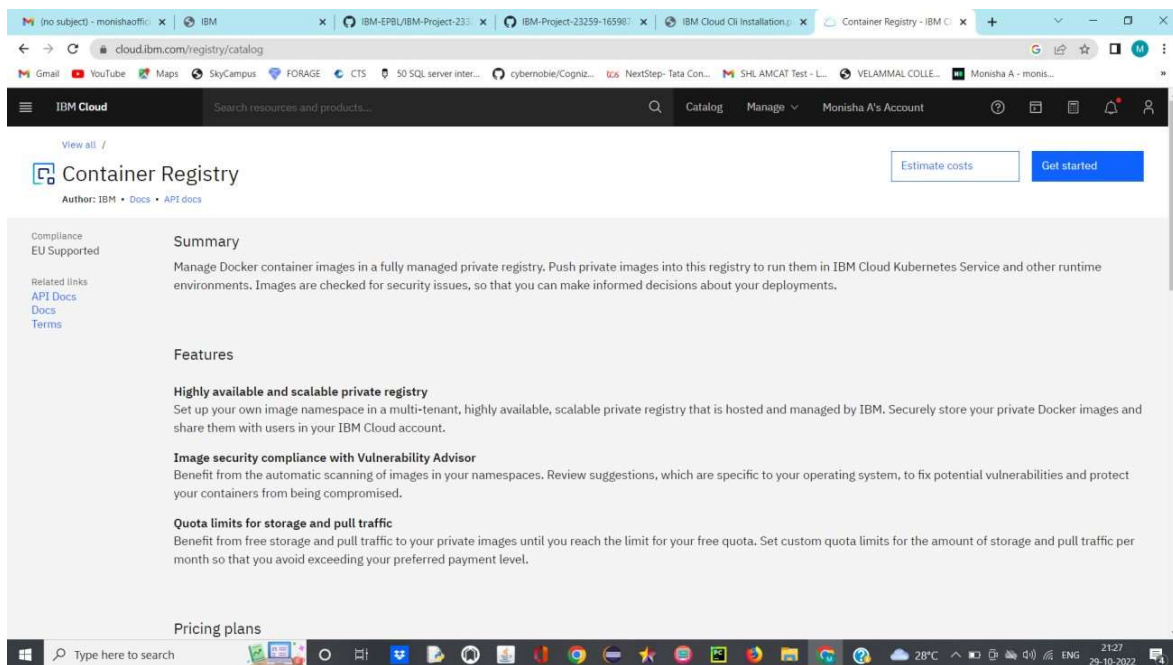 (no subject) - monishaoffic
IBM
IBM-EPBL/IBM-Project-233
IBM-Project-23259-165987
IBM Cloud Cli Installation.p
Container Registry - IBM Cl
cloud.ibm.com/registry/catalog
Gmail
YouTube
Maps
SkyCampus
FORAGE
CTS
50 SQL server inter...
cybernobie/Cogniz...
NextStep- Tata Con...
SHL AMCAT Test - L...
VELAMMAL COLLE...
Monisha A - monis...
IBM Cloud
Search resources and products...
Catalog
Manage
Monisha A's Account
View all /
Container Registry
Author: IBM • Docs • API docs
Estimate costs
Get started
Compliance
EU Supported
Related links
API Docs
Docs
Terms
Summary
Manage Docker container images in a fully managed private registry. Push private images into this registry to run them in IBM Cloud Kubernetes Service and other runtime
environments. Images are checked for security issues, so that you can make informed decisions about your deployments.
Features
Highly available and scalable private registry
Set up your own image namespace in a multi-tenant, highly available, scalable private registry that is hosted and managed by IBM. Securely store your private Docker images and
share them with users in your IBM Cloud account.
Image security compliance with Vulnerability Advisor
Benefit from the automatic scanning of images in your namespaces. Review suggestions, which are specific to your operating system, to fix potential vulnerabilities and protect
your containers from being compromised.
Quota limits for storage and pull traffic
Benefit from free storage and pull traffic to your private images until you reach the limit for your free quota. Set custom quota limits for the amount of storage and pull traffic per
month so that you avoid exceeding your preferred payment level.
Pricing plans
Type here to search
28°C
ENG
21:27
29-10-2022